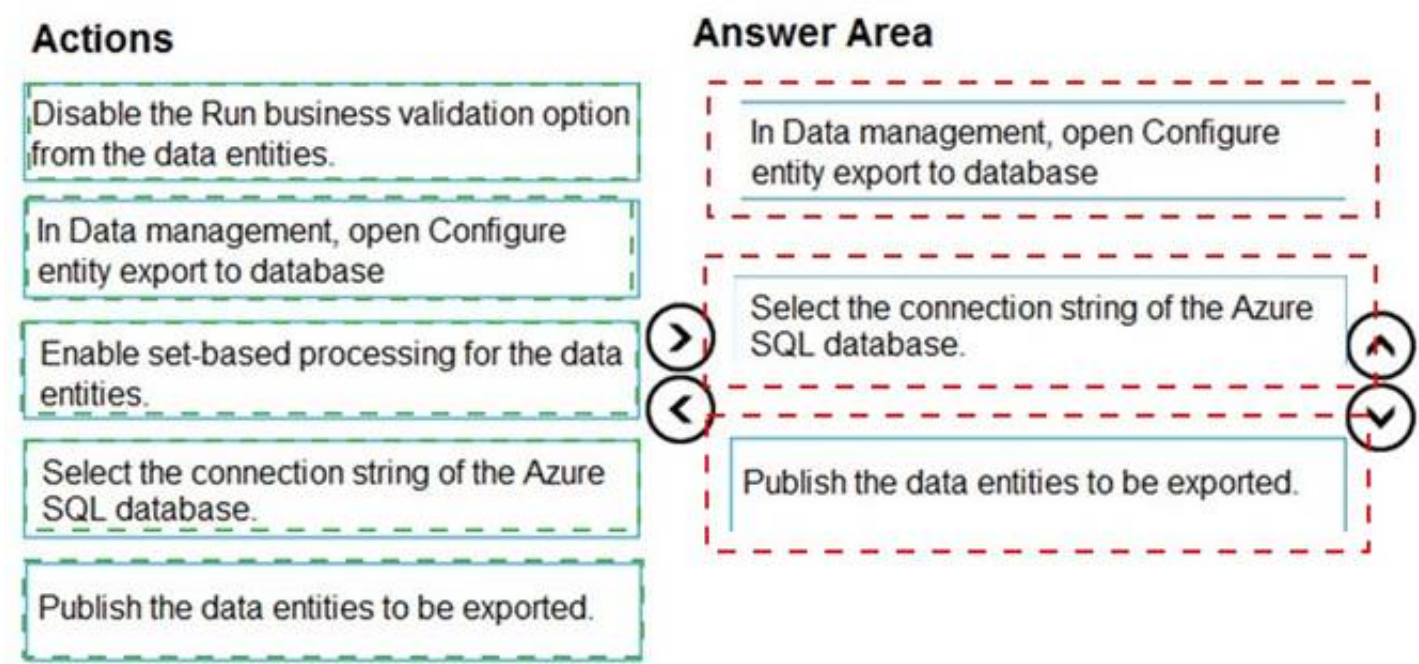 Actions
Disable the Run business validation option
from the data entities.
In Data management, open Configure
entity export to database
Enable set-based processing for the data
entities.
Select the connection string of the Azure
SQL database.
Publish the data entities to be exported.
Answer Area
In Data management, open Configure
entity export to database
Select the connection string of the Azure
SQL database.
Publish the data entities to be exported.